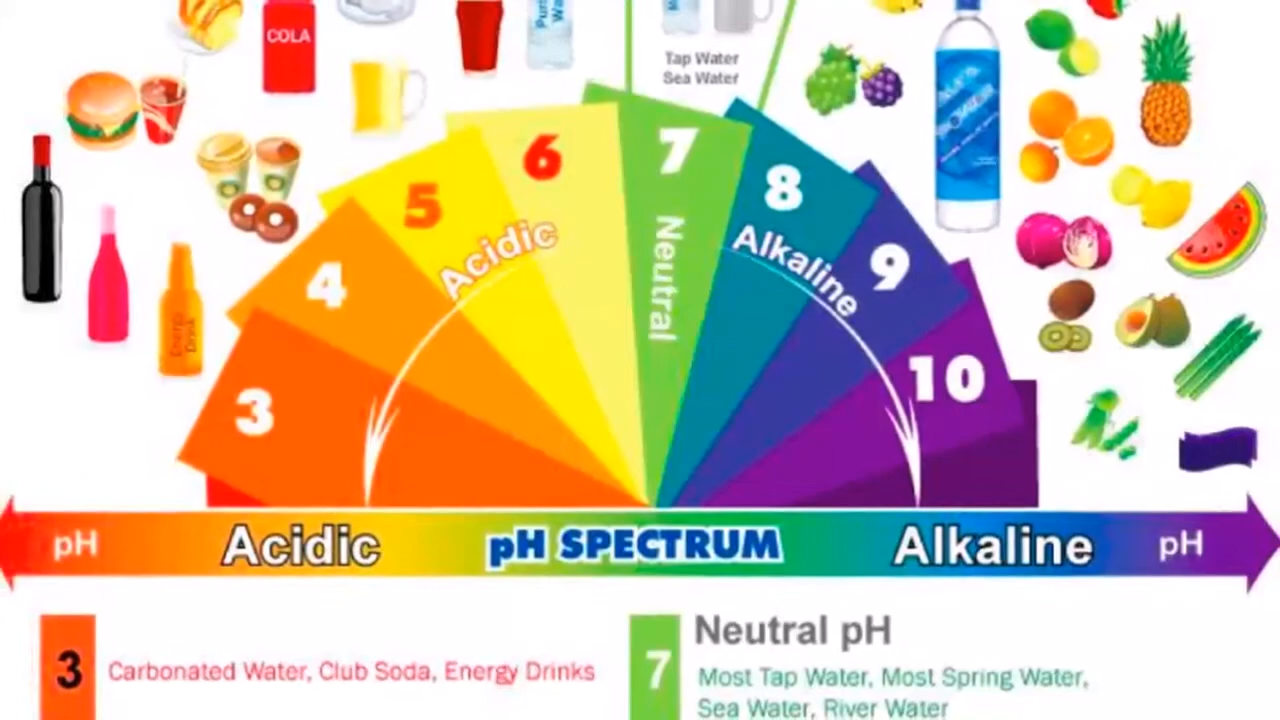 COLA
Tap Water
Sea Water
3
4
5
6
7
8
9
10
Acidic
Neutral
Alkaline
Energy
Drink
pH
Acidic
pH SPECTRUM
Alkaline
pH
3
Carbonated Water, Club Soda, Energy Drinks
7
Neutral pH
Most Tap Water, Most Spring Water,
Sea Water, River Water